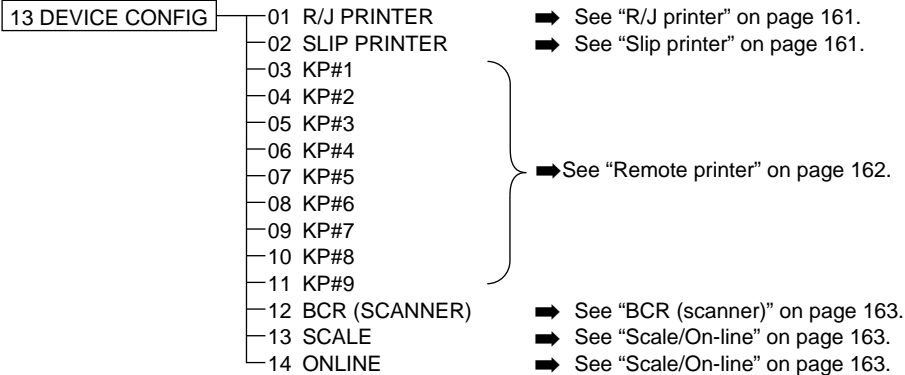 13 DEVICE CONFIG
01 R/J PRINTER See “R/J printer” on page 161.
02 SLIP PRINTER See “Slip printer” on page 161.
03 KP#1
04 KP#2
05 KP#3
06 KP#4
07 KP#5 See “Remote printer” on page 162.
08 KP#6
09 KP#7
10 KP#8
11 KP#9
12 BCR (SCANNER) See “BCR (scanner)” on page 163.
13 SCALE See “Scale/On-line” on page 163.
14 ONLINE See “Scale/On-line” on page 163.